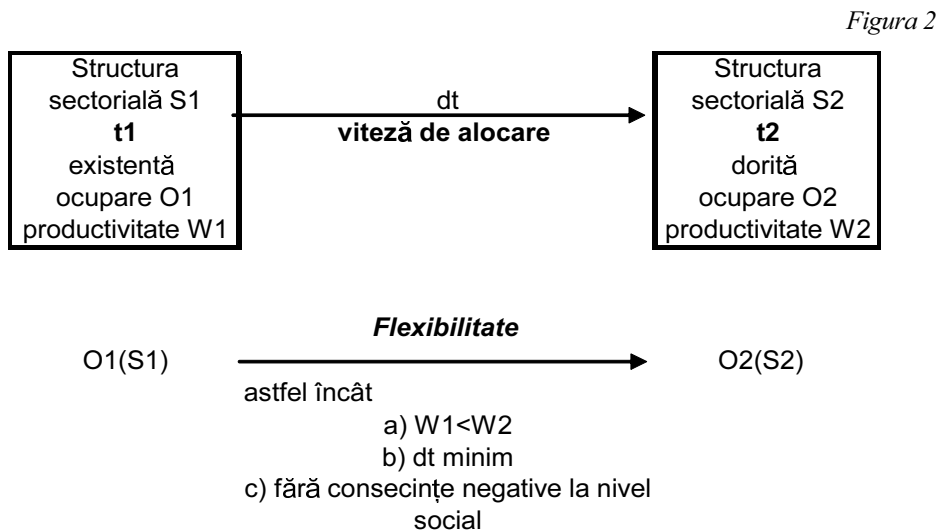 Figura 2
Structura
sectorială S1
t1
existentă
ocupare O1
productivitate W1
dt
viteză de alocare
Structura
sectorială S2
t2
dorită
ocupare O2
productivitate W2
Flexibilitate
O1(S1)
O2(S2)
astfel încât
a) W1<W2
b) dt minim
c) fără consecințe negative la nivel
social